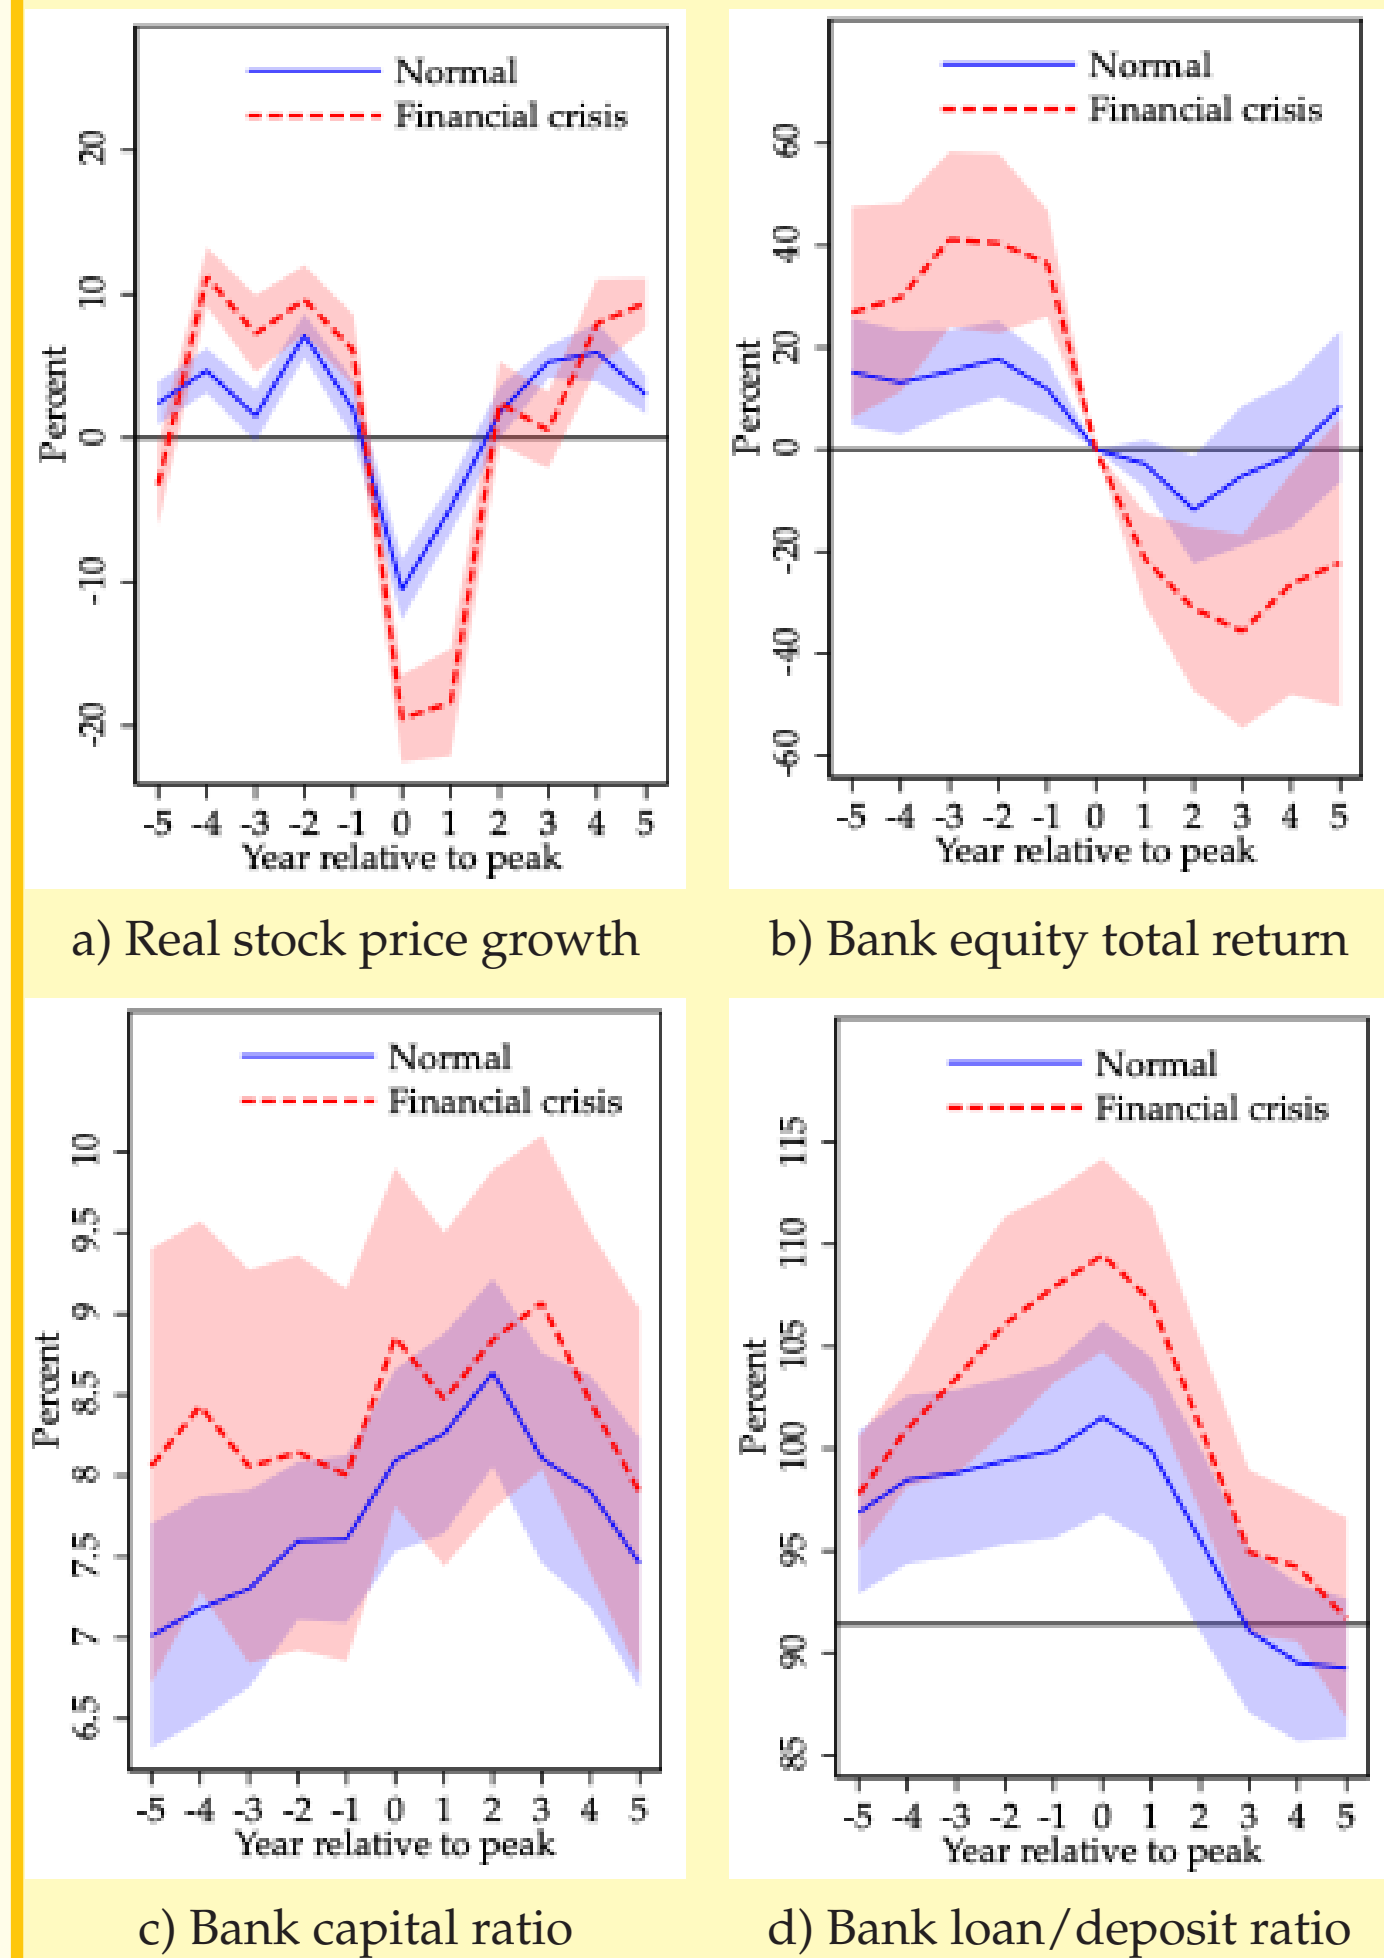 Normal
Financial crisis
Percent
20
10
0
-10
-20
-5 -4 -3 -2 -1 0 1 2 3 4 5
Year relative to peak
a) Real stock price growth
Normal
Financial crisis
Percent
60
40
20
0
-20
-40
-60
-5 -4 -3 -2 -1 0 1 2 3 4 5
Year relative to peak
b) Bank equity total return
Normal
Financial crisis
Percent
10
9.5
9
8.5
8
7.5
7
6.5
-5 -4 -3 -2 -1 0 1 2 3 4 5
Year relative to peak
c) Bank capital ratio
Normal
Financial crisis
Percent
115
110
105
100
95
90
85
-5 -4 -3 -2 -1 0 1 2 3 4 5
Year relative to peak
d) Bank loan/deposit ratio